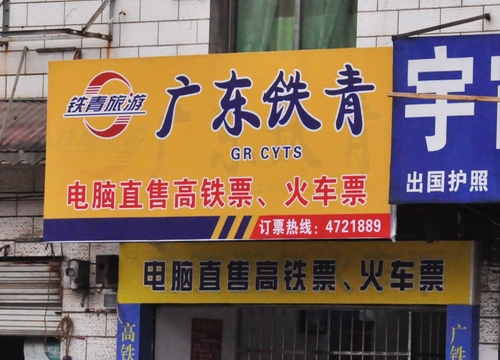 铁青旅游
广东铁青
GR CYTS
电脑直售高铁票、火车票
订票热线：4721889
宇
出国护照
电脑直售高铁票、火车票
高铁
广铁